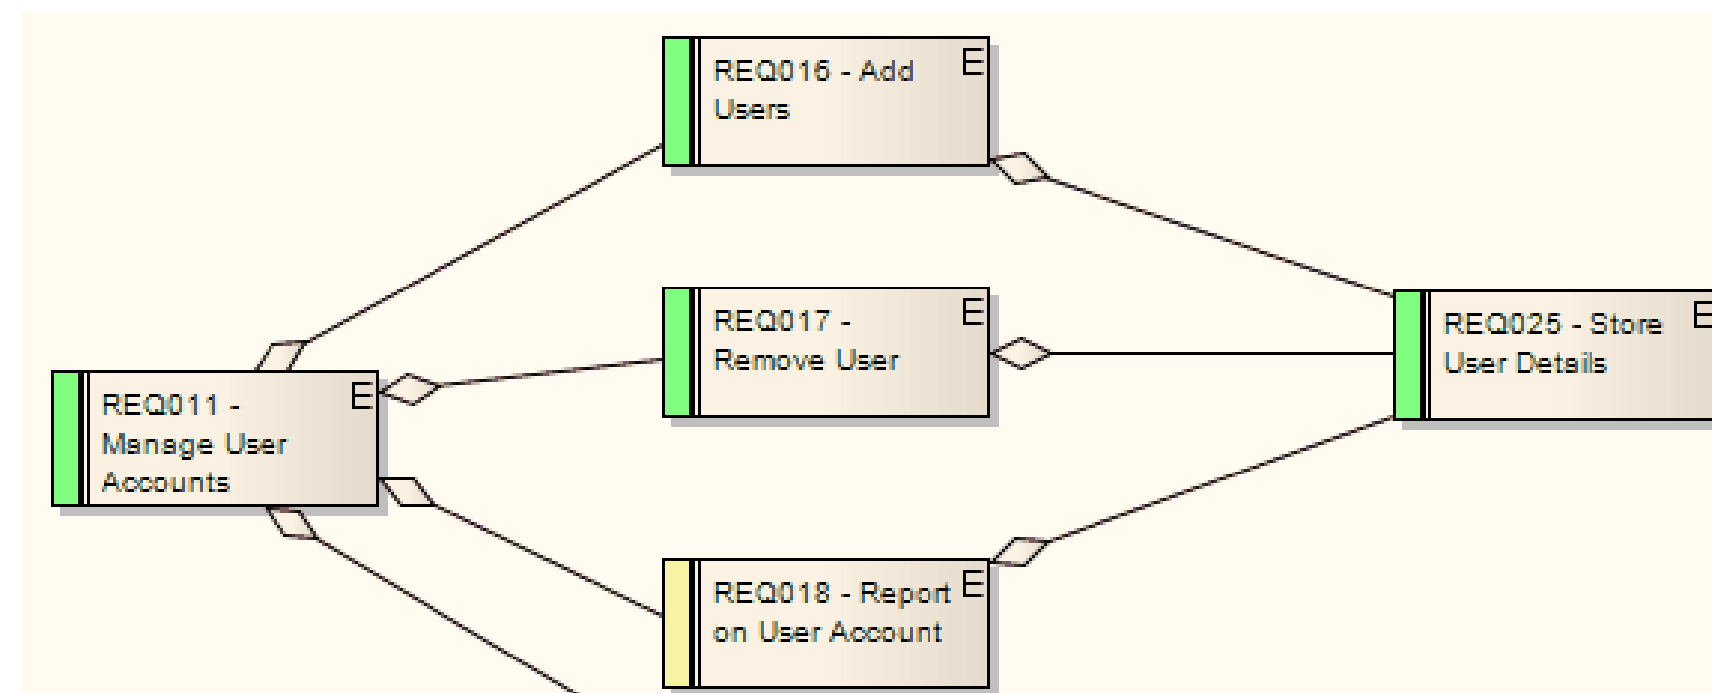 REQ016 - Add
Users
E
REQ017 -
Remove User
E
REQ025 - Store
User Details
E
REQ011 -
Manage User
Accounts
E
REQ018 - Report
on User Account
E